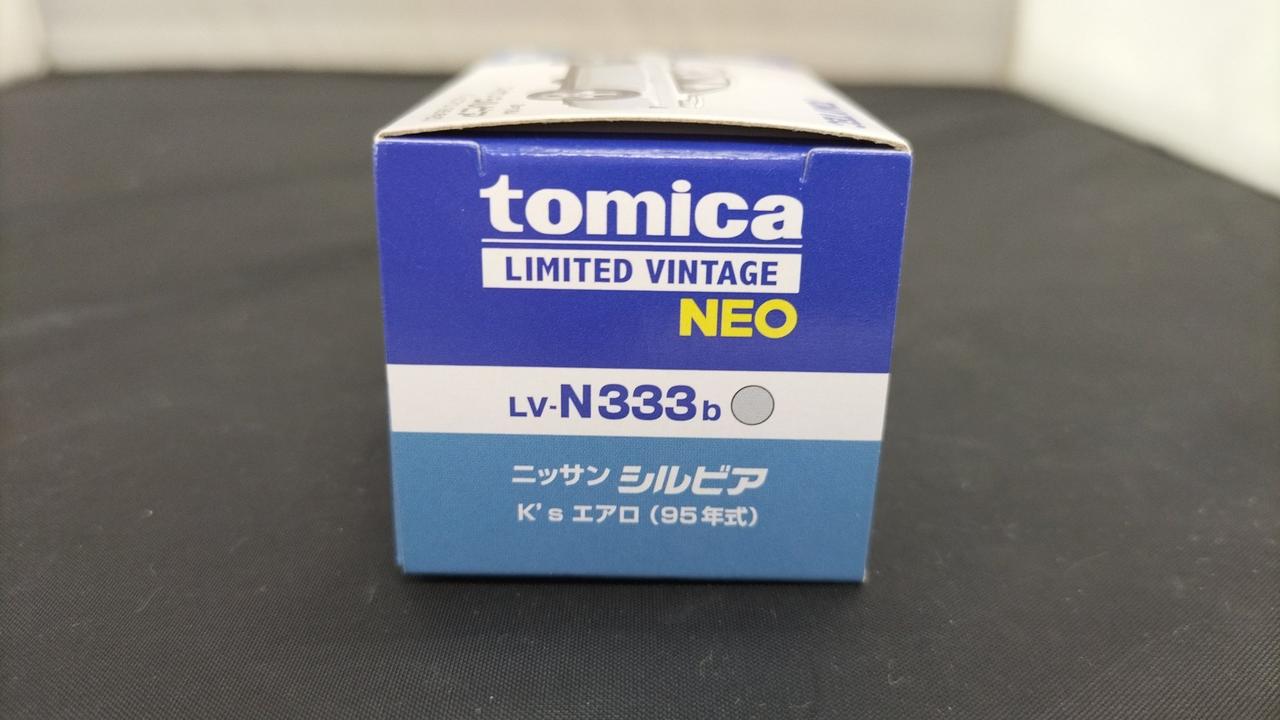 tomica
LIMITED VINTAGE
NEO
LV-N333b
ニッサン シルビア
K's エアロ (95年式)